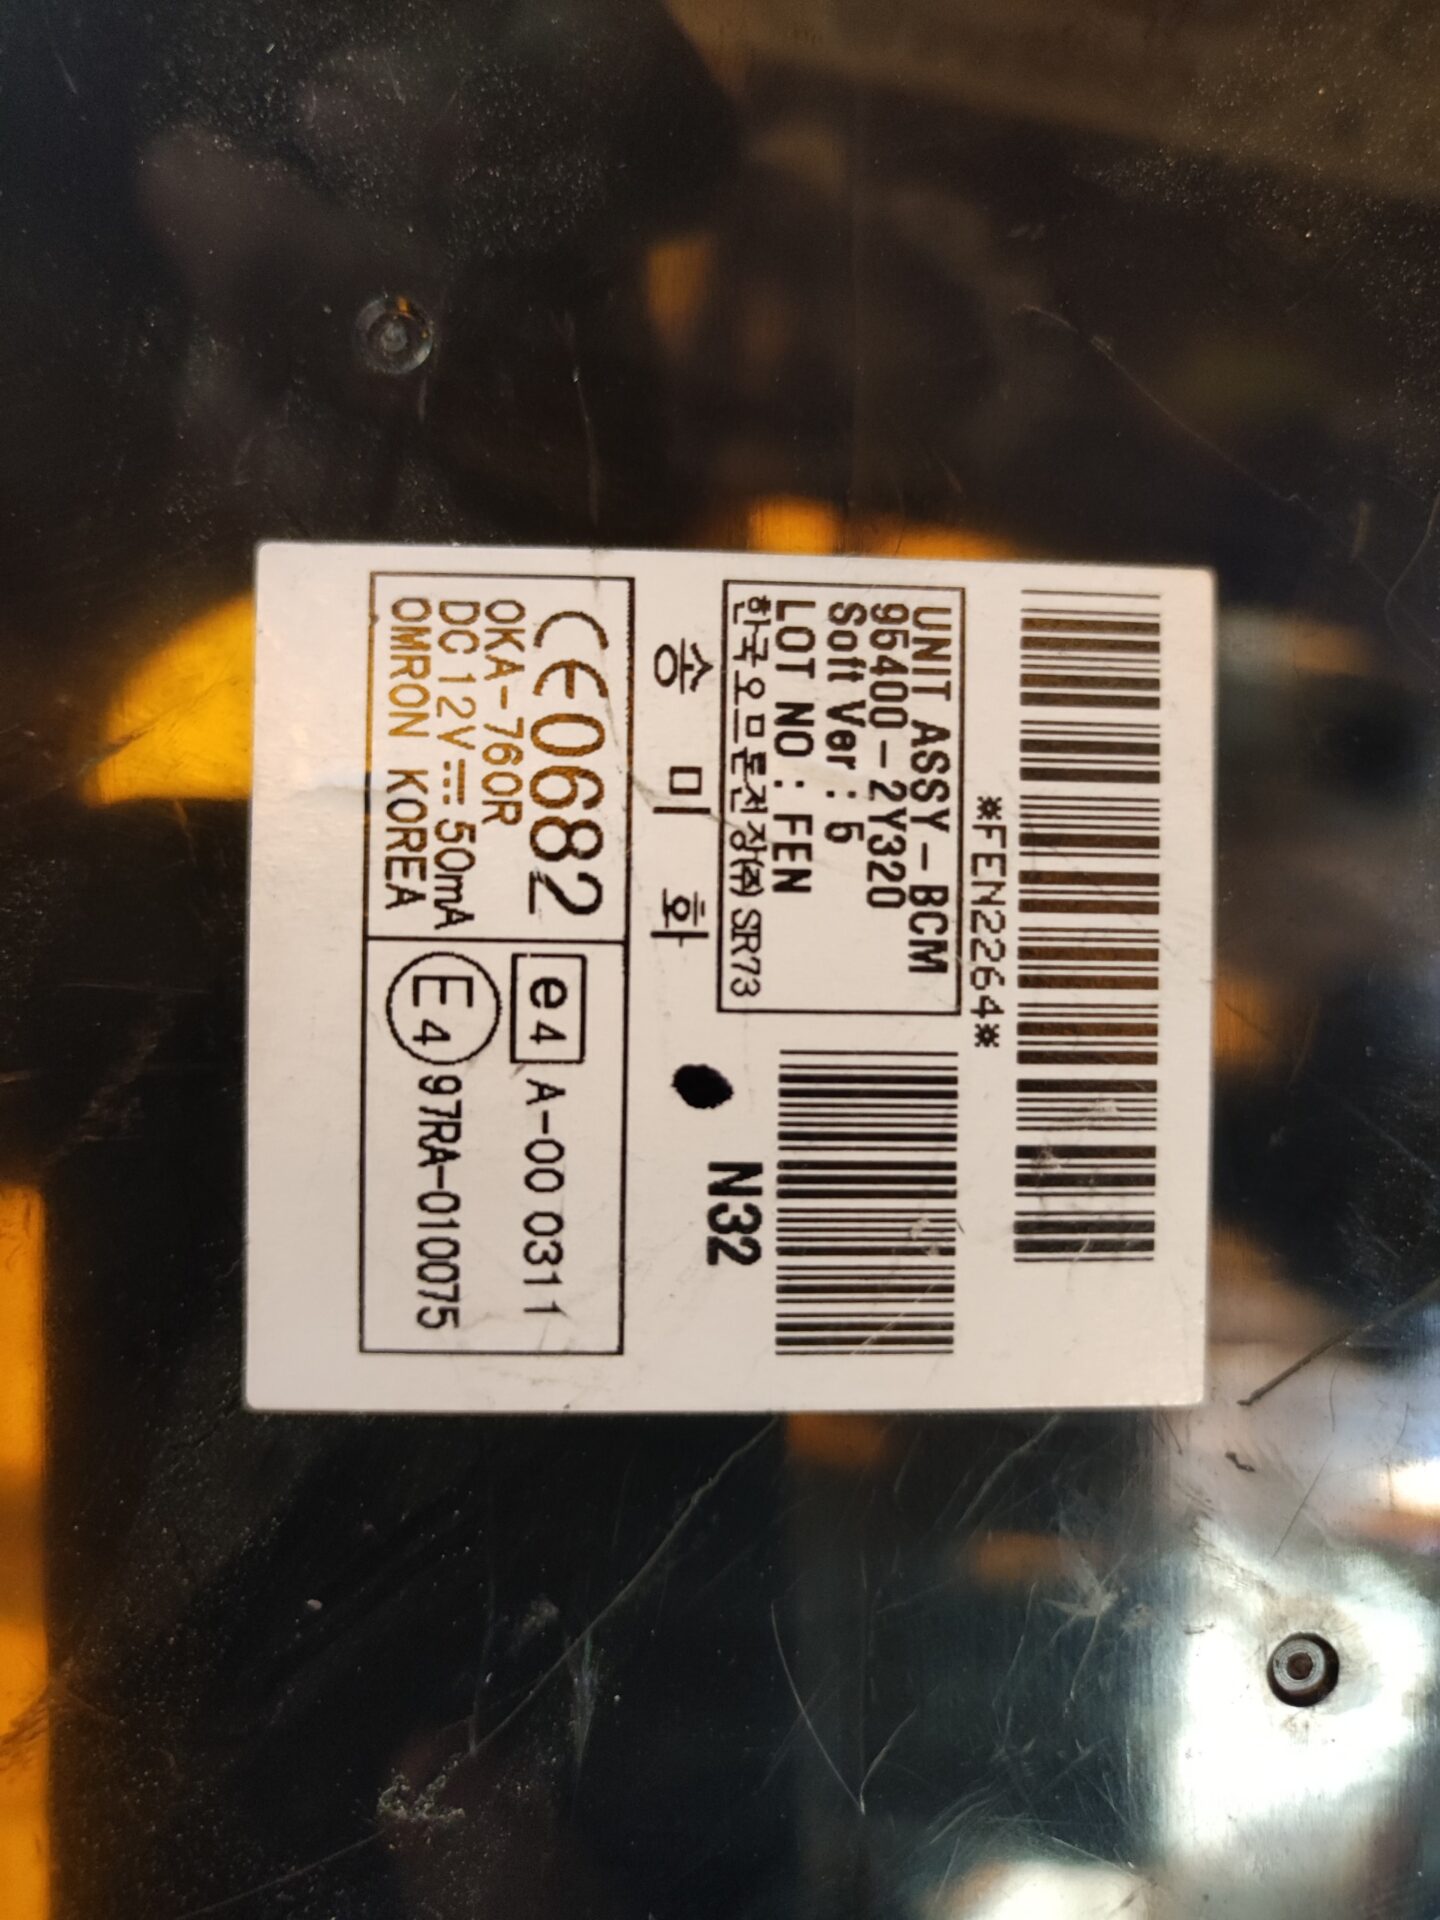 *FEN2264*
UNIT ASSY-BCM
95400-2Y320
Soft Ver : 5
LOT NO : FEN
한국오므론전장㈜ SR73
N32
송 미 화
CE0682
OKA-760R
DC 12V⎓50mA
OMRON KOREA
e4 A-00 0311
E4 97RA-010075